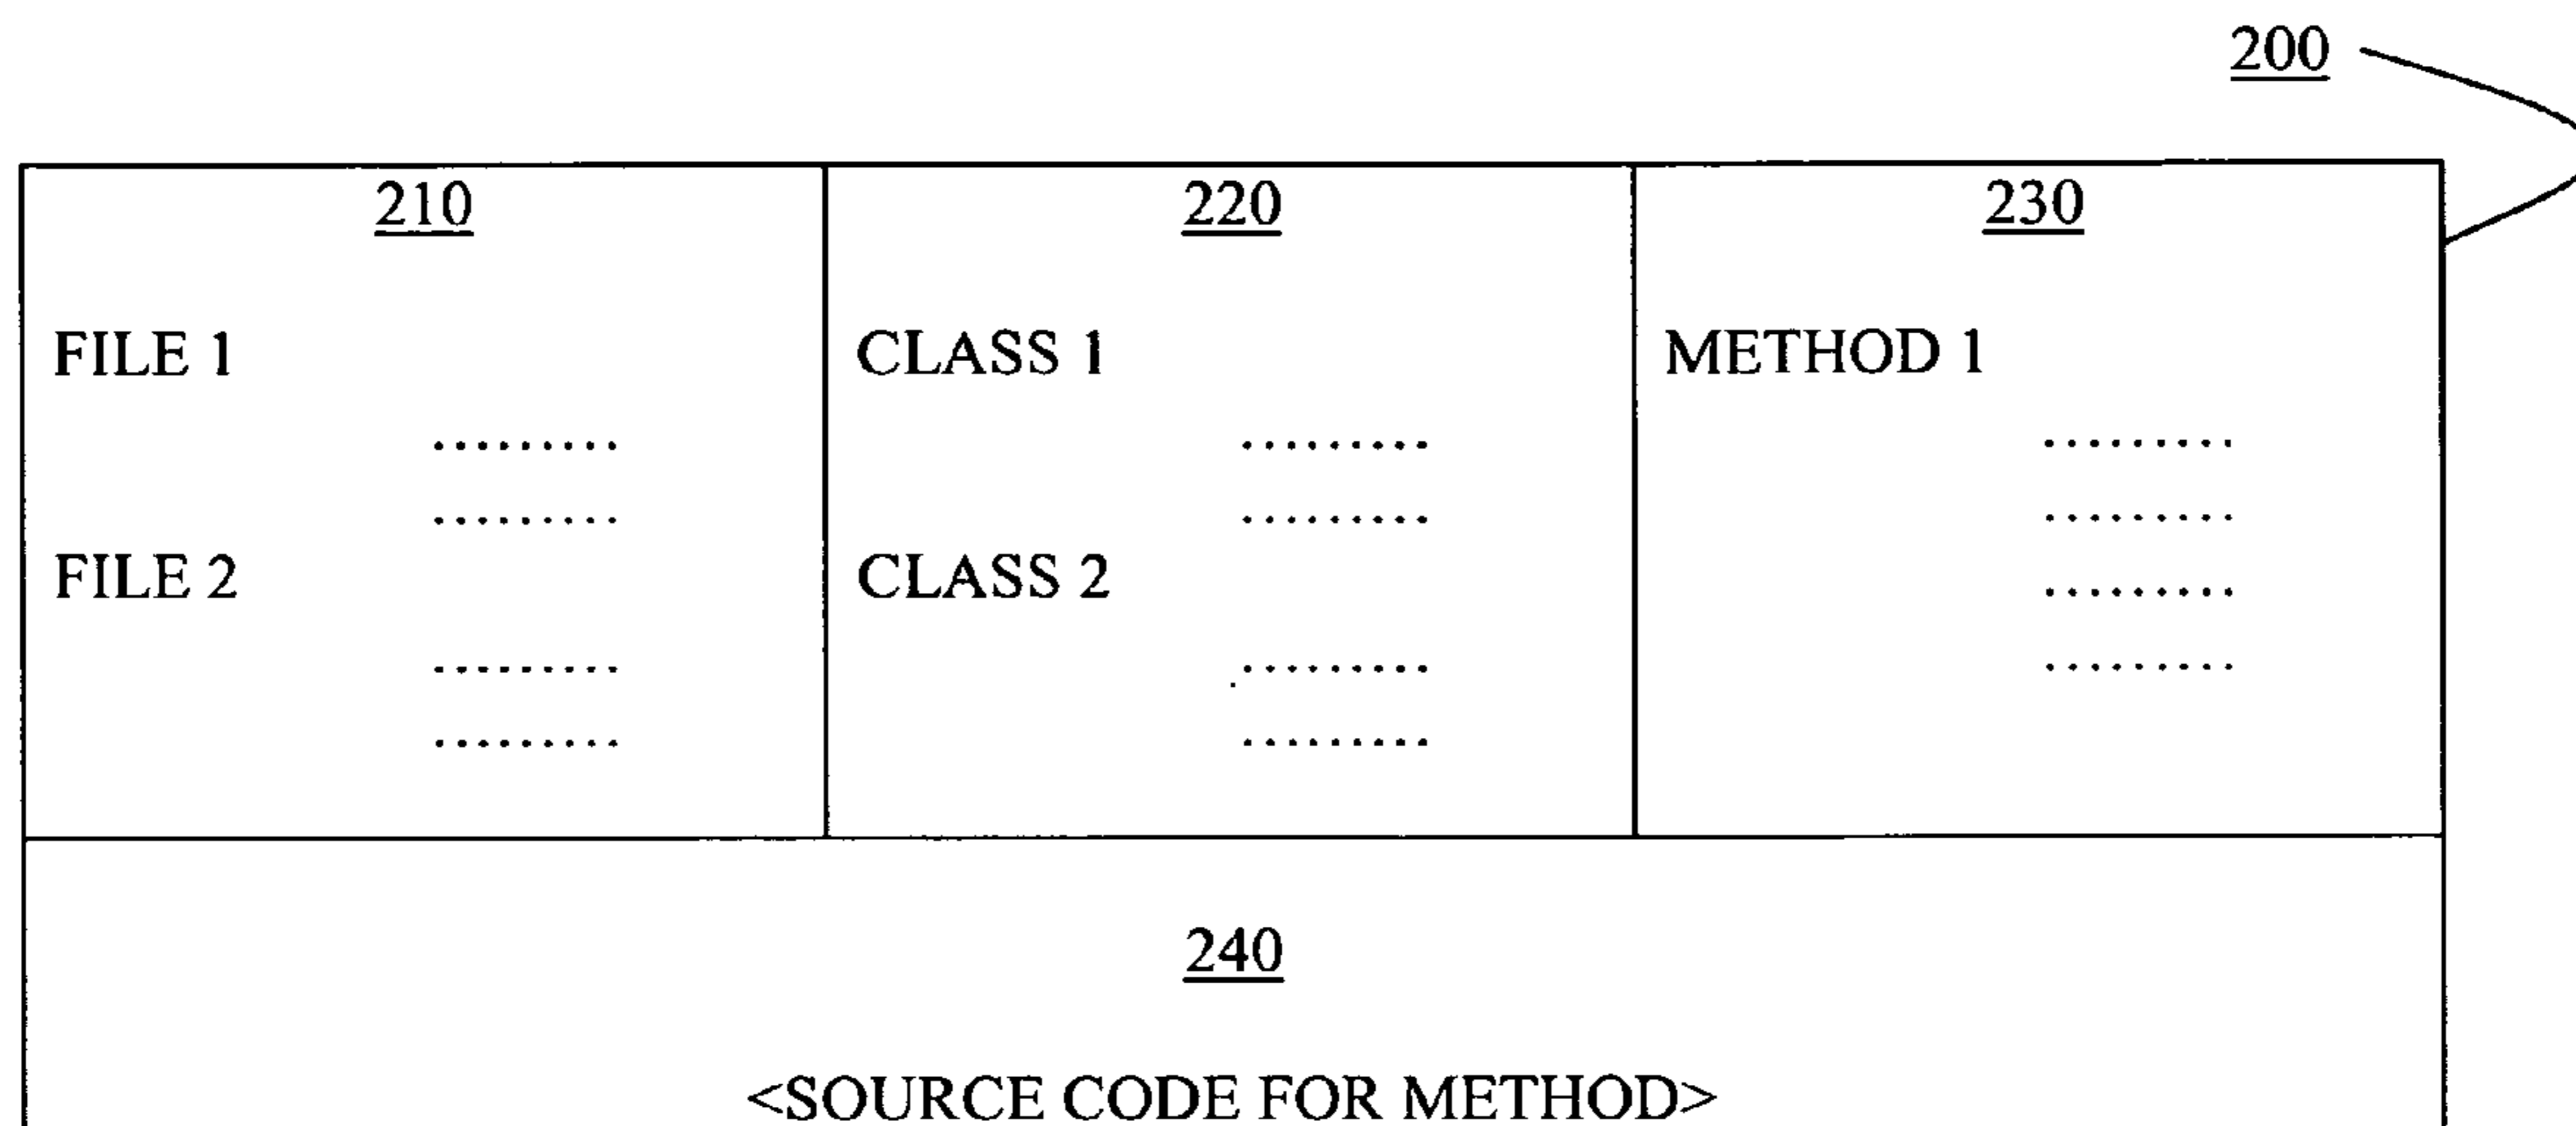 200
210 220 230
FILE 1 CLASS 1 METHOD 1
......... ......... .........
......... ......... .........
FILE 2 CLASS 2
.........
......... ......... .........
......... .........
240
<SOURCE CODE FOR METHOD>